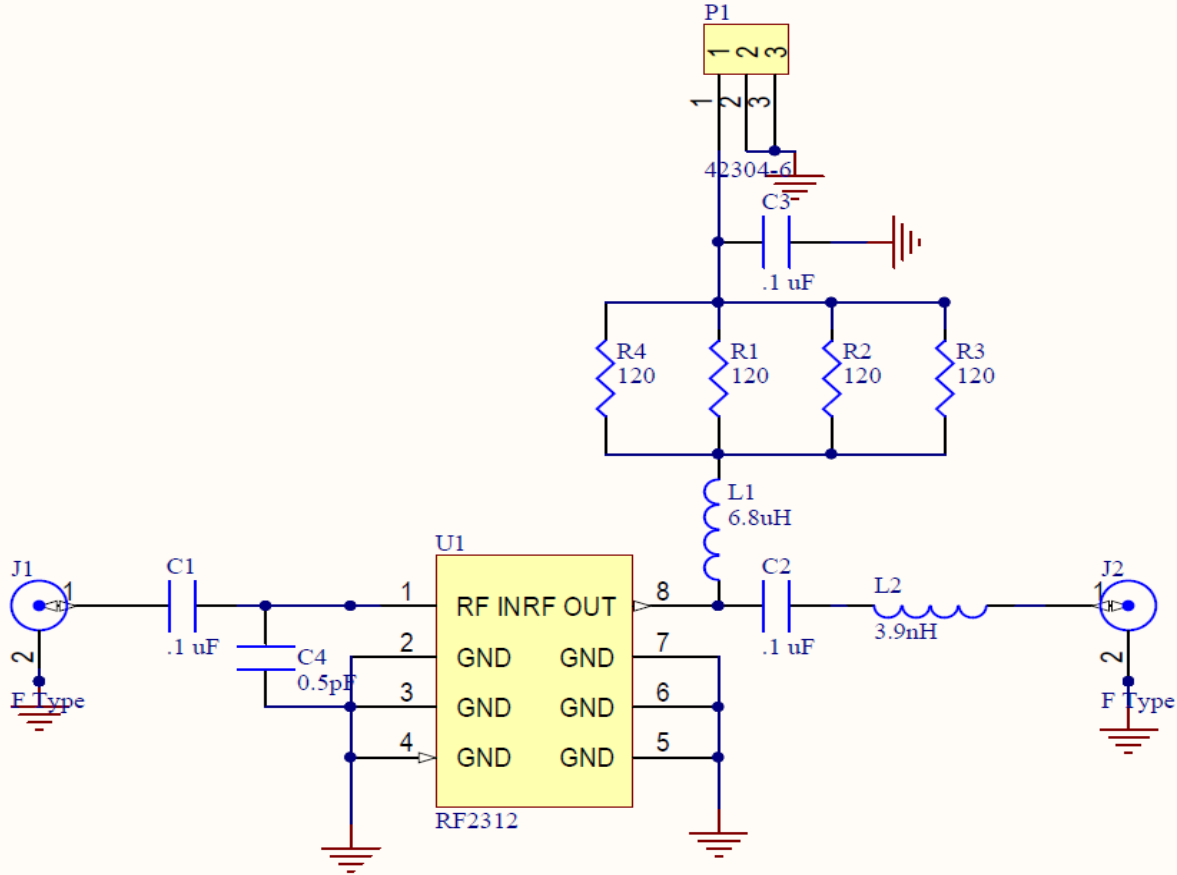 P1
1 2 3
1 2 3
42304-6
C3
.1 uF
R4
120
R1
120
R2
120
R3
120
L1
6.8uH
U1
J1
1
2
F Type
C1
.1 uF
C4
0.5pF
1
2
3
4
RF INRF OUT
GND GND
GND GND
GND GND
8
7
6
5
RF2312
C2
.1 uF
L2
3.9nH
J2
1
2
F Type